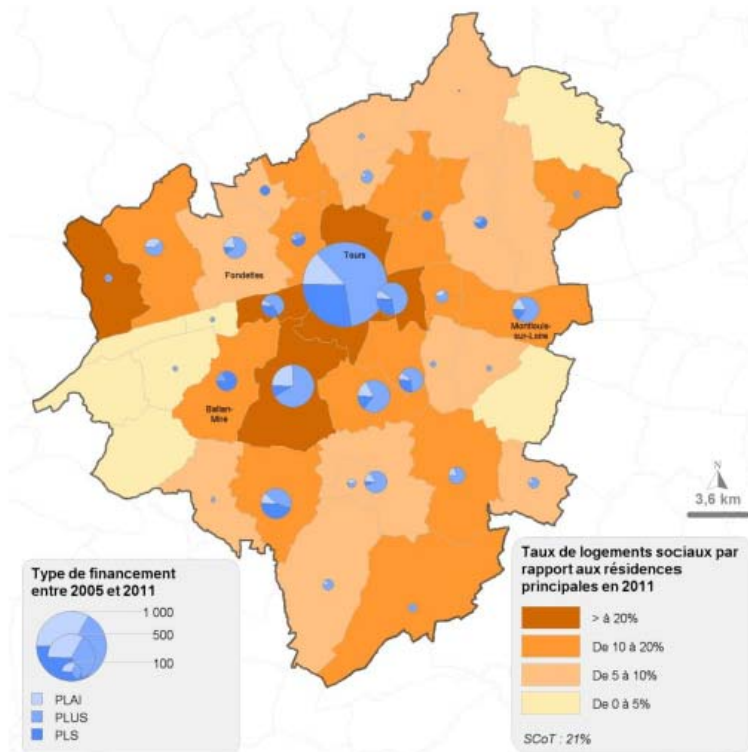 Tours
Fondettes
Montlouis-
sur-Loire
Ballan-
Miré
N
3,6 km
Type de financement
entre 2005 et 2011
1 000
500
100
PLAI
PLUS
PLS
Taux de logements sociaux par
rapport aux résidences
principales en 2011
> à 20%
De 10 à 20%
De 5 à 10%
De 0 à 5%
SCoT : 21%